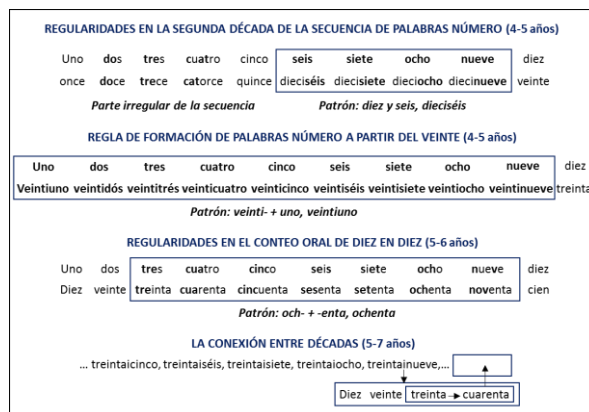 REGULARIDADES EN LA SEGUNDA DÉCADA DE LA SECUENCIA DE PALABRAS NÚMERO (4-5 años)
Uno dos tres cuatro cinco seis siete ocho nueve diez
once doce trece catorce quince dieciséis diecisiete dieciocho diecinueve veinte
Parte irregular de la secuencia Patrón: diez y seis, dieciséis
REGLA DE FORMACIÓN DE PALABRAS NÚMERO A PARTIR DEL VEINTE (4-5 años)
Uno dos tres cuatro cinco seis siete ocho nueve diez
Veintiuno veintidós veintitrés veinticuatro veinticinco veintiséis veintisiete veintiocho veintinueve treinta
Patrón: veinti- + uno, veintiuno
REGULARIDADES EN EL CONTEO ORAL DE DIEZ EN DIEZ (5-6 años)
Uno dos tres cuatro cinco seis siete ocho nueve diez
Diez veinte treinta cuarenta cincuenta sesenta setenta ochenta noventa cien
Patrón: och- + -enta, ochenta
LA CONEXIÓN ENTRE DÉCADAS (5-7 años)
... treintaicinco, treintaiséis, treintaisiete, treintaiocho, treintainueve,...
Diez veinte treinta cuarenta